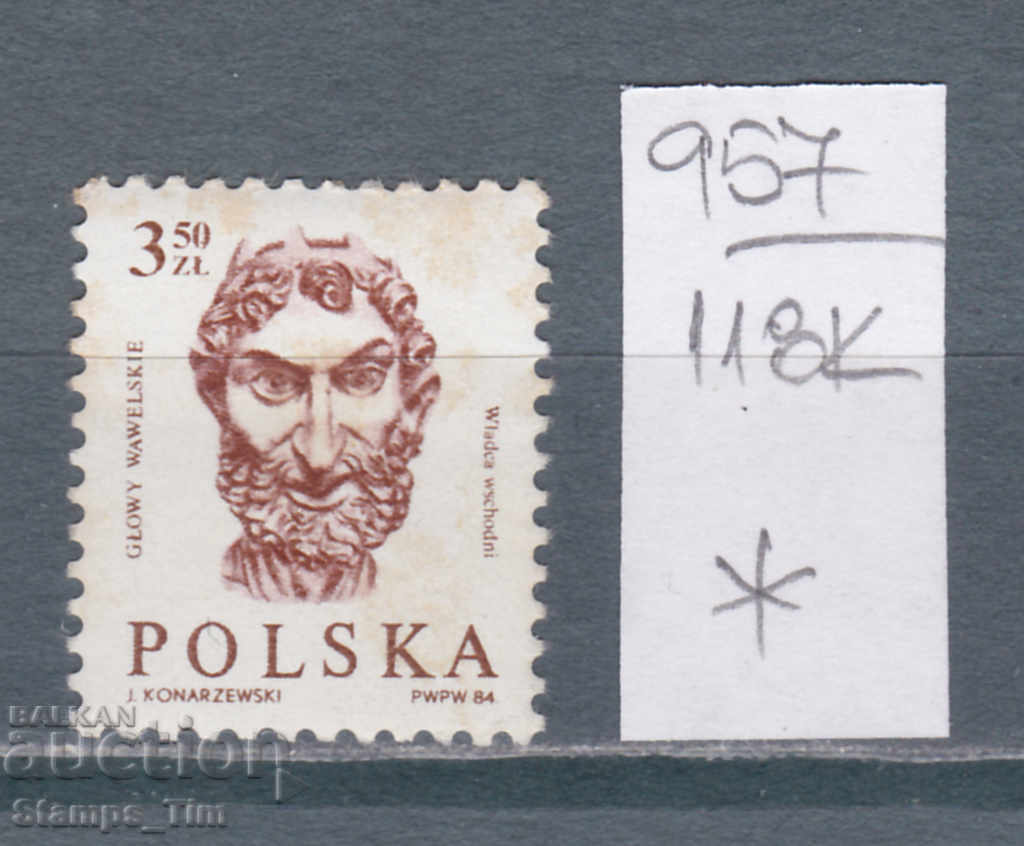 3 50 ZŁ
GŁOWY WAWELSKIE
Władca wschodni
POLSKA
J. KONARZEWSKI
PWPW 84
957
118K
*
BALKAN
auction
Stamps_Tim